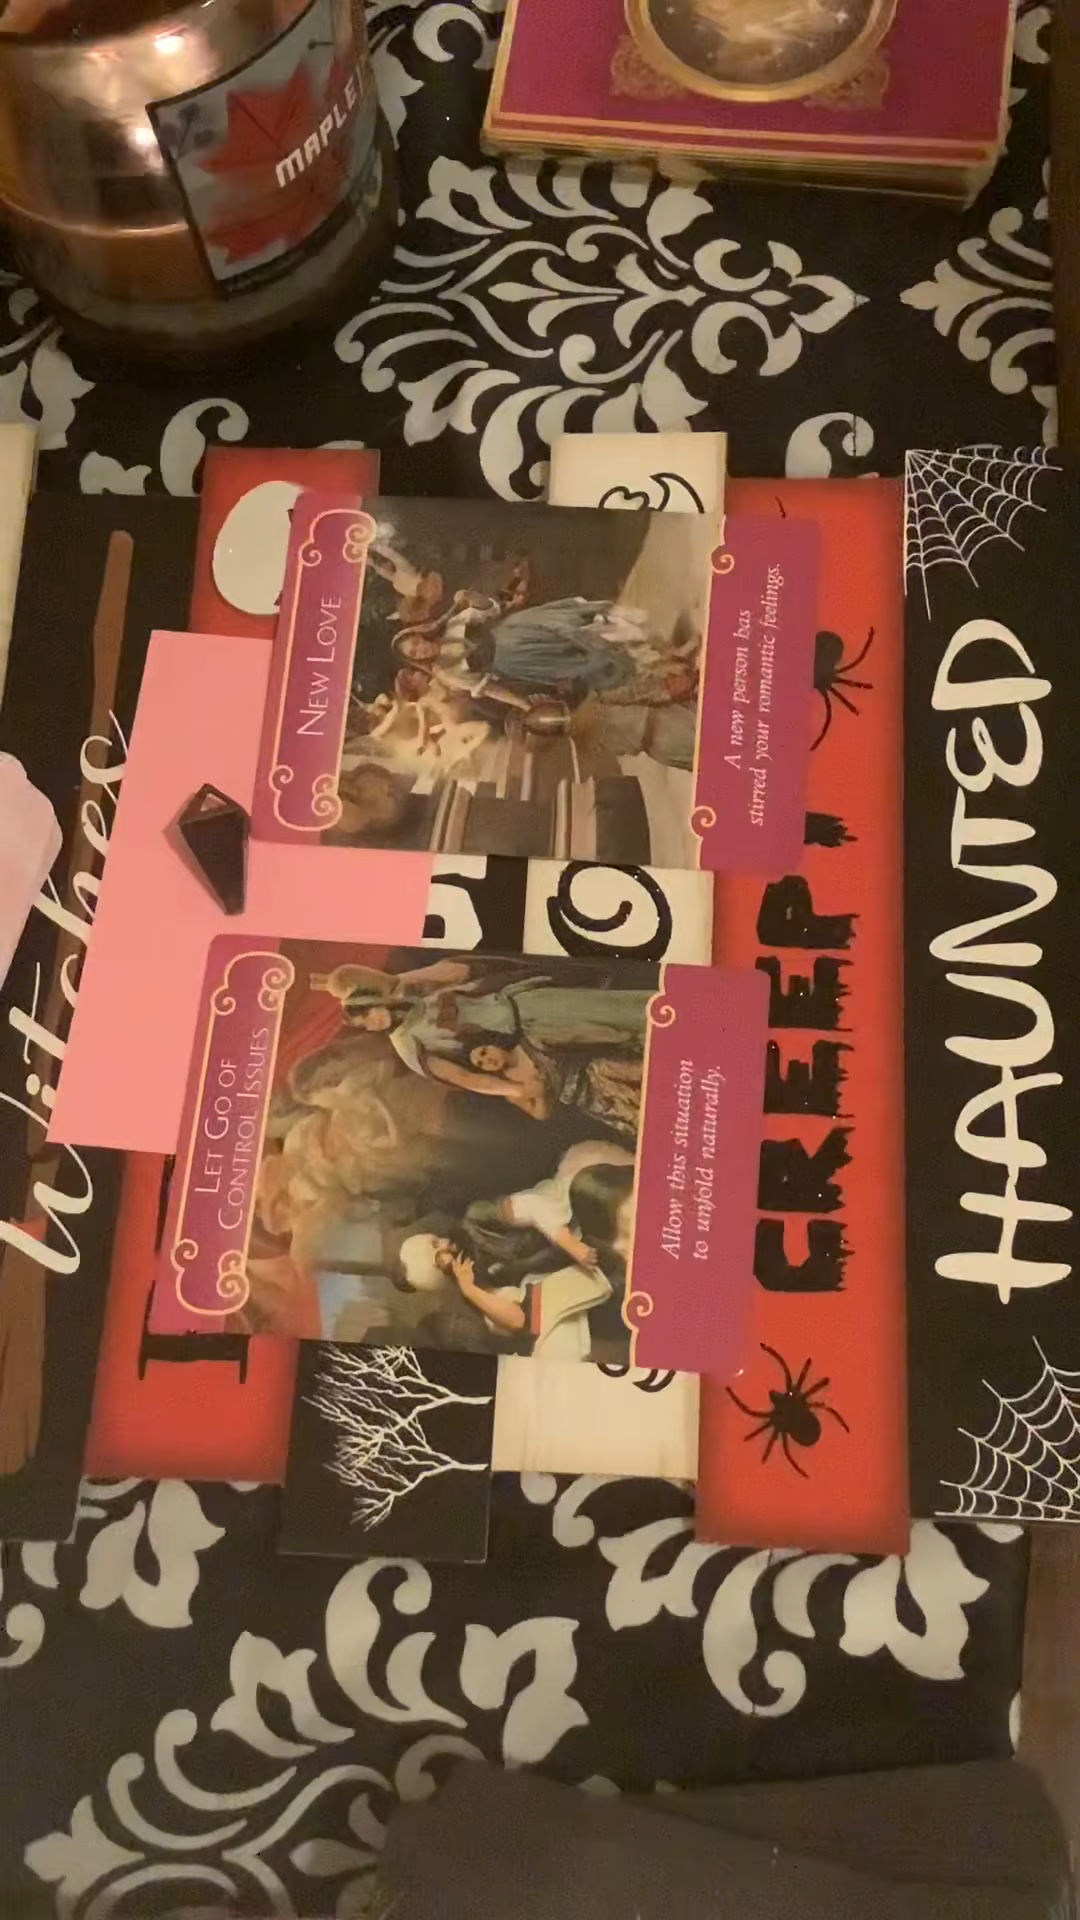 MAPLE
NEW LOVE
A new person has
stirred your romantic feelings.
LET GO OF
CONTROL ISSUES
Allow this situation
to unfold naturally.
Witches
CREEPY
HAUNTED